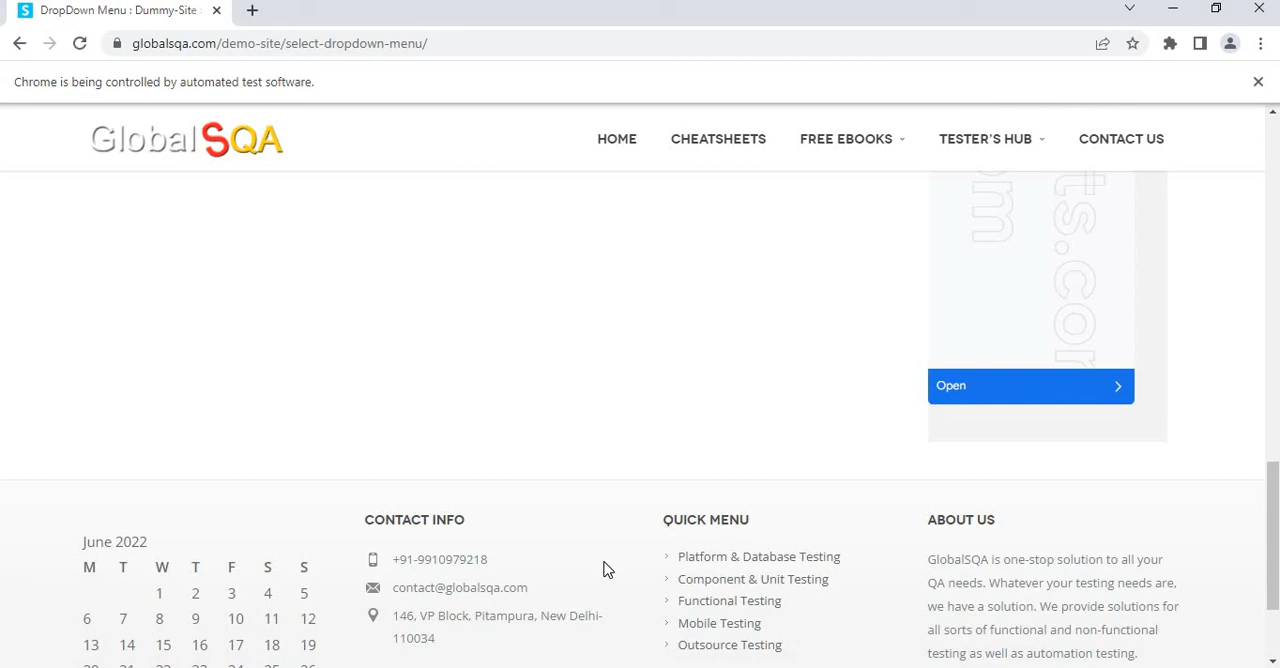 S DropDown Menu : Dummy-Site :
globalsqa.com/demo-site/select-dropdown-menu/
Chrome is being controlled by automated test software.
GlobalSQA
HOME CHEATSHEETS FREE EBOOKS TESTER'S HUB CONTACT US
Open
June 2022
M T W T F S S
1 2 3 4 5
6 7 8 9 10 11 12
13 14 15 16 17 18 19
CONTACT INFO
+91-9910979218
contact@globalsqa.com
146, VP Block, Pitampura, New Delhi-
110034
QUICK MENU
Platform & Database Testing
Component & Unit Testing
Functional Testing
Mobile Testing
Outsource Testing
ABOUT US
GlobalSQA is one-stop solution to all your
QA needs. Whatever your testing needs are,
we have a solution. We provide solutions for
all sorts of functional and non-functional
testing as well as automation testing.